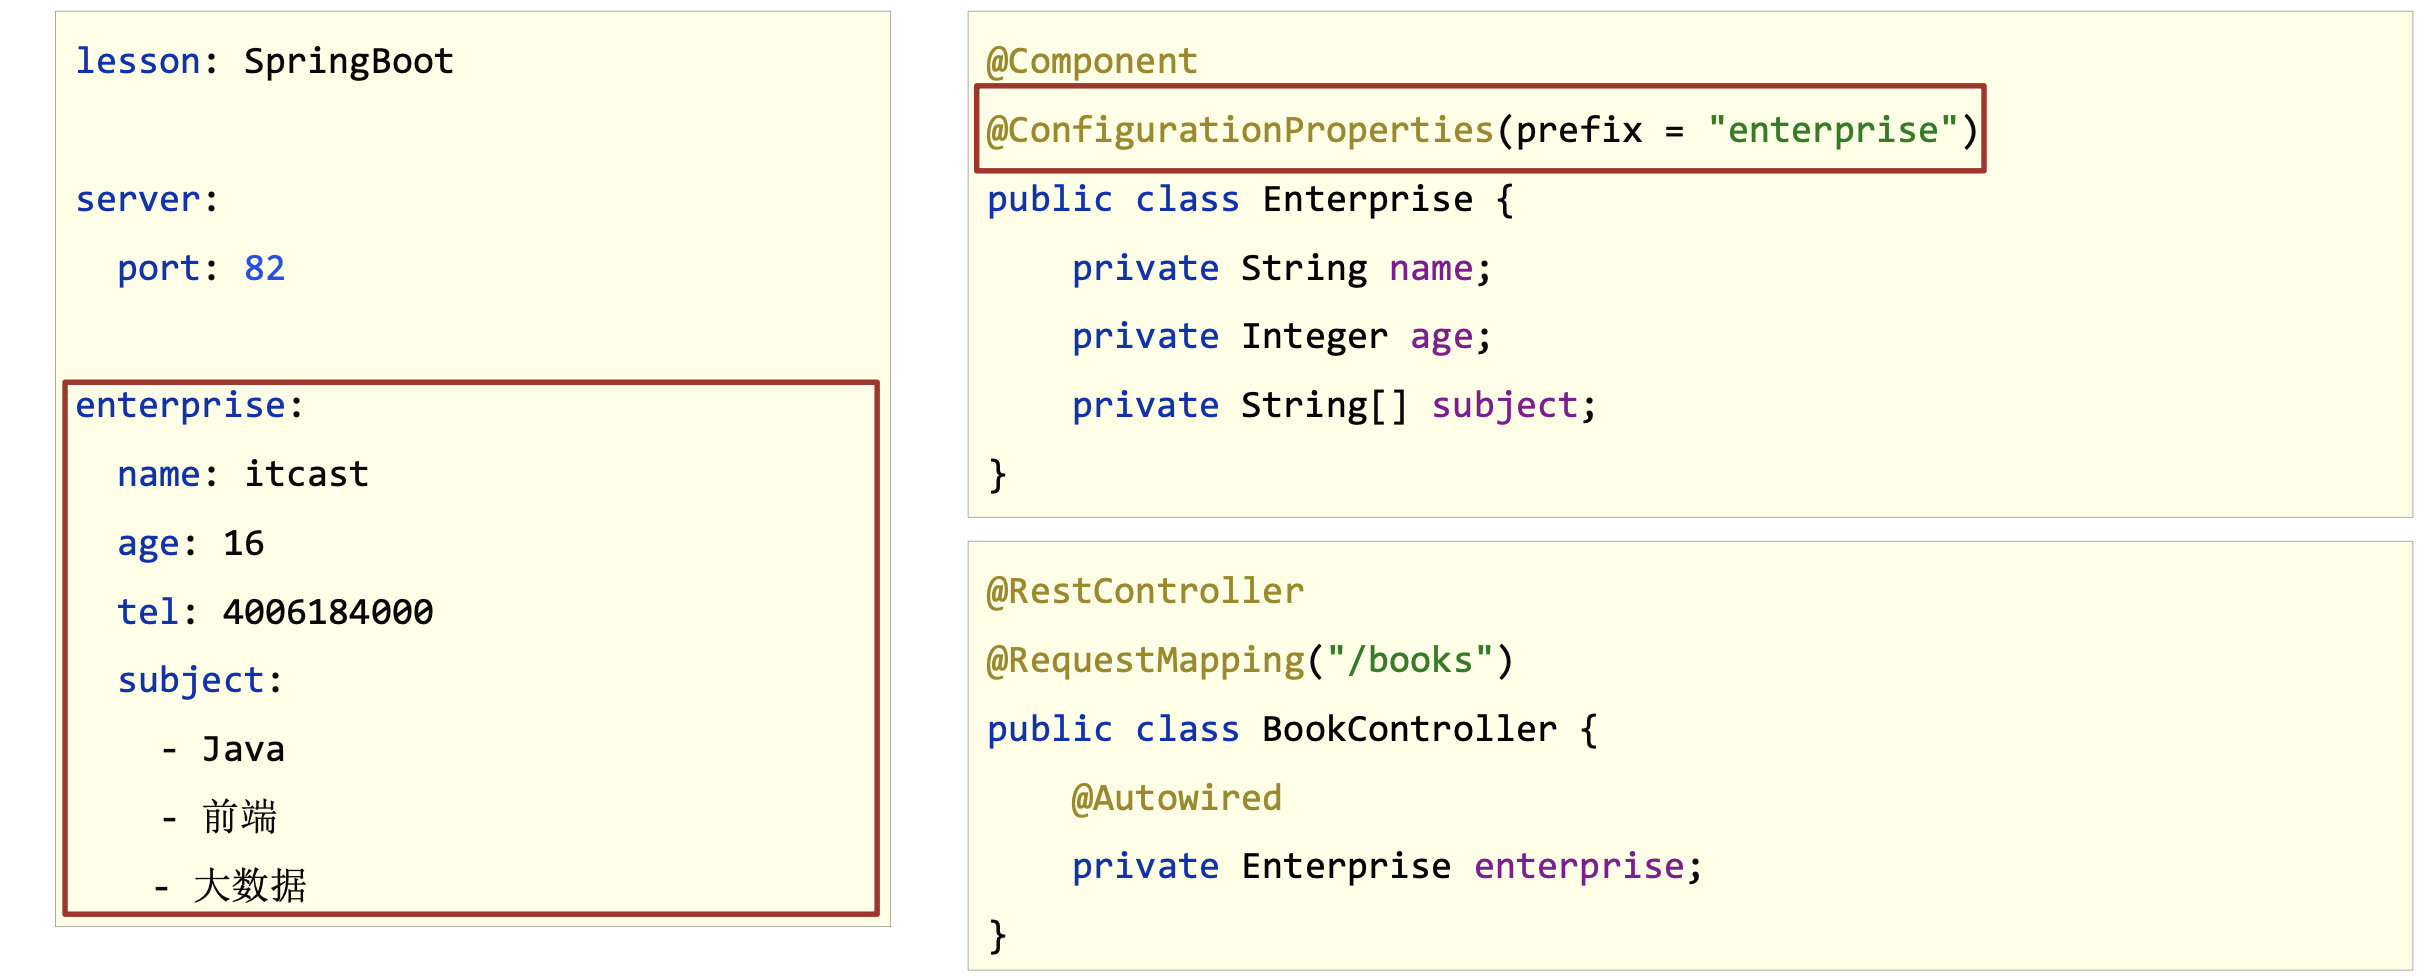 lesson: SpringBoot
server:
  port: 82
enterprise:
  name: itcast
  age: 16
  tel: 4006184000
  subject:
    - Java
    - 前端
    - 大数据
@Component
@ConfigurationProperties(prefix = "enterprise")
public class Enterprise {
    private String name;
    private Integer age;
    private String[] subject;
}
@RestController
@RequestMapping("/books")
public class BookController {
    @Autowired
    private Enterprise enterprise;
}